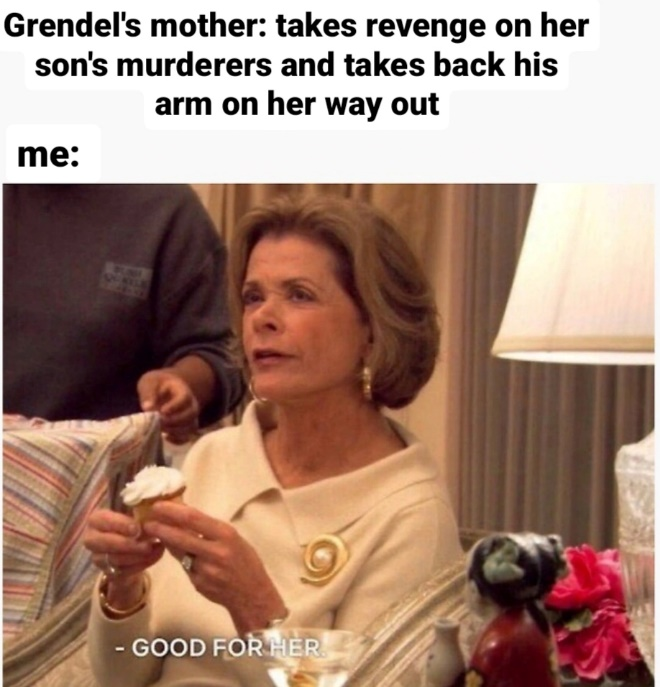 Grendel's mother: takes revenge on her
son's murderers and takes back his
arm on her way out
me:
- GOOD FOR HER.